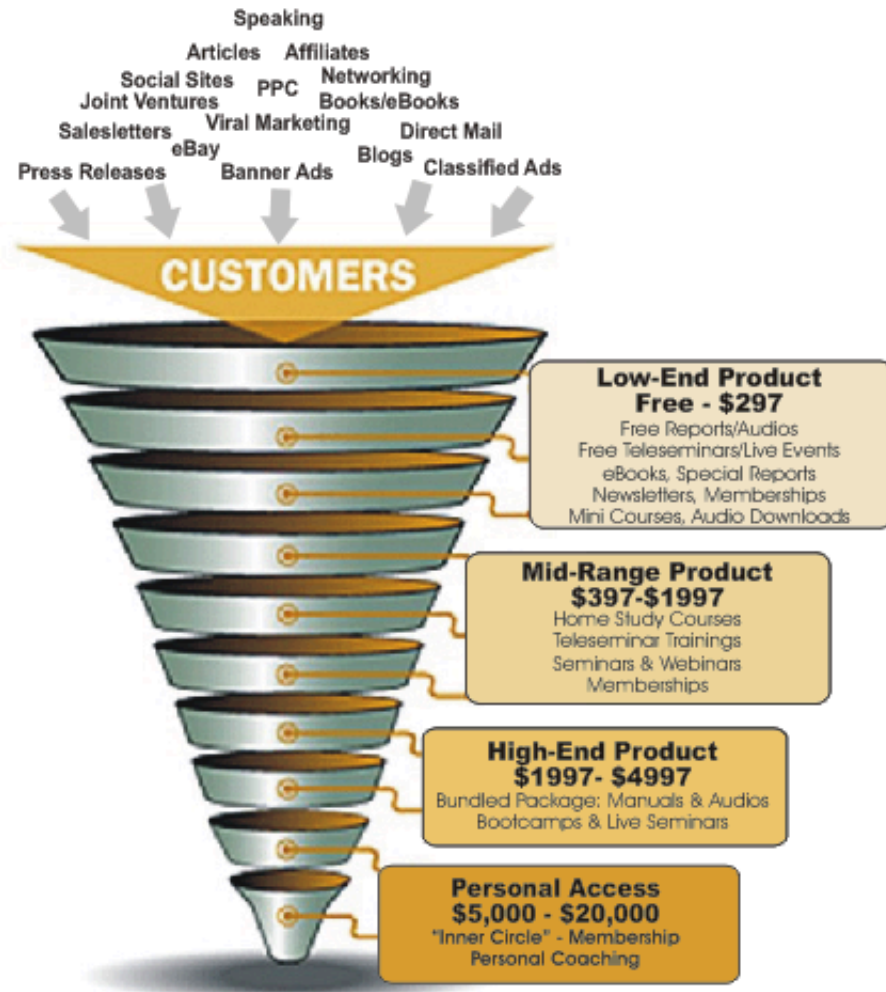 Speaking
Articles Affiliates
Social Sites PPC Networking
Joint Ventures Books/eBooks
Salesletters Viral Marketing Direct Mail
eBay Blogs
Press Releases Banner Ads Classified Ads
CUSTOMERS
Low-End Product
Free - $297
Free Reports/Audios
Free Teleseminars/Live Events
eBooks, Special Reports
Newsletters, Memberships
Mini Courses, Audio Downloads
Mid-Range Product
$397-$1997
Home Study Courses
Teleseminar Trainings
Seminars & Webinars
Memberships
High-End Product
$1997- $4997
Bundled Package: Manuals & Audios
Bootcamps & Live Seminars
Personal Access
$5,000 - $20,000
"Inner Circle" - Membership
Personal Coaching